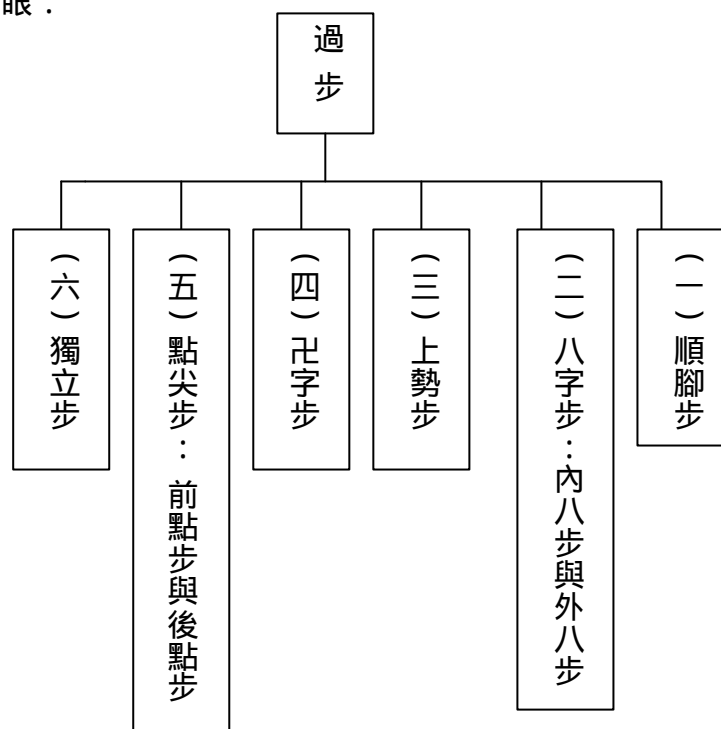 眼：
過步
（一）順腳步
（二）八字步：內八步與外八步
（三）上勢步
（四）卍字步
（五）點尖步：前點步與後點步
（六）獨立步